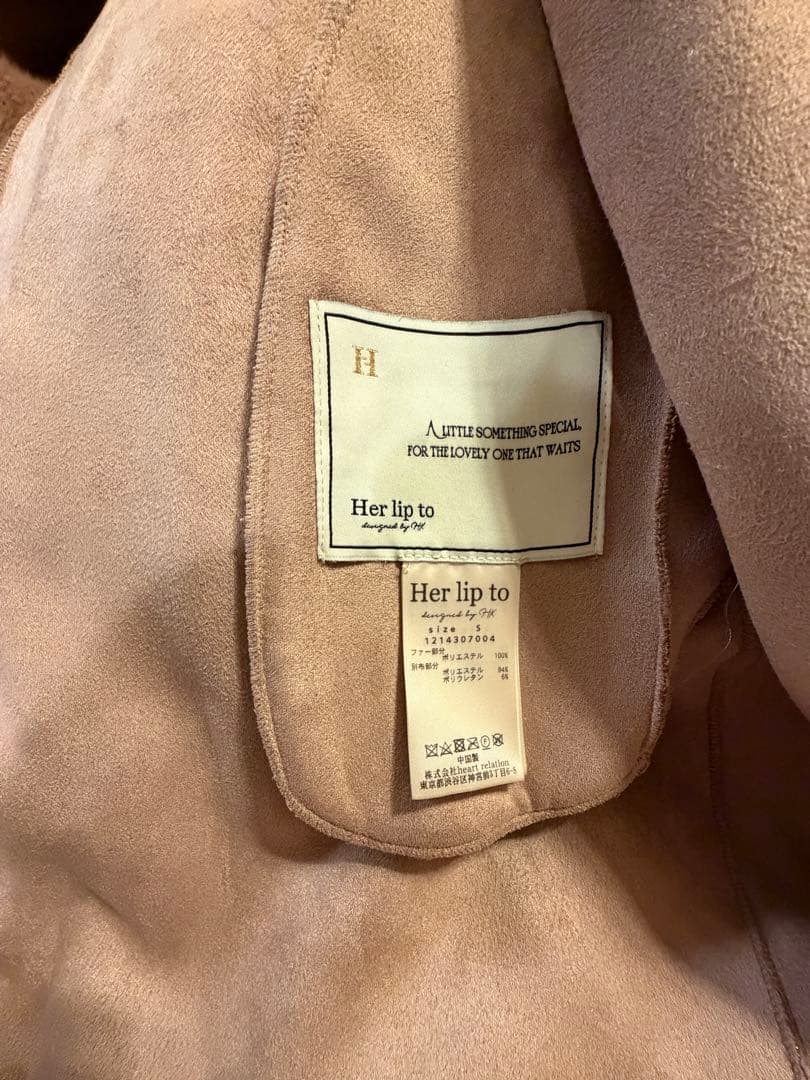 H
A LITTLE SOMETHING SPECIAL,
FOR THE LOVELY ONE THAT WAITS
Her lip to
designed by HK
Her lip to
designed by HK
size S
1214307004
ファー部分
ポリエステル 100%
別布部分
ポリエステル 94%
ポリウレタン 6%
中国製
株式会社heart relation
東京都渋谷区神宮前3丁目6-8